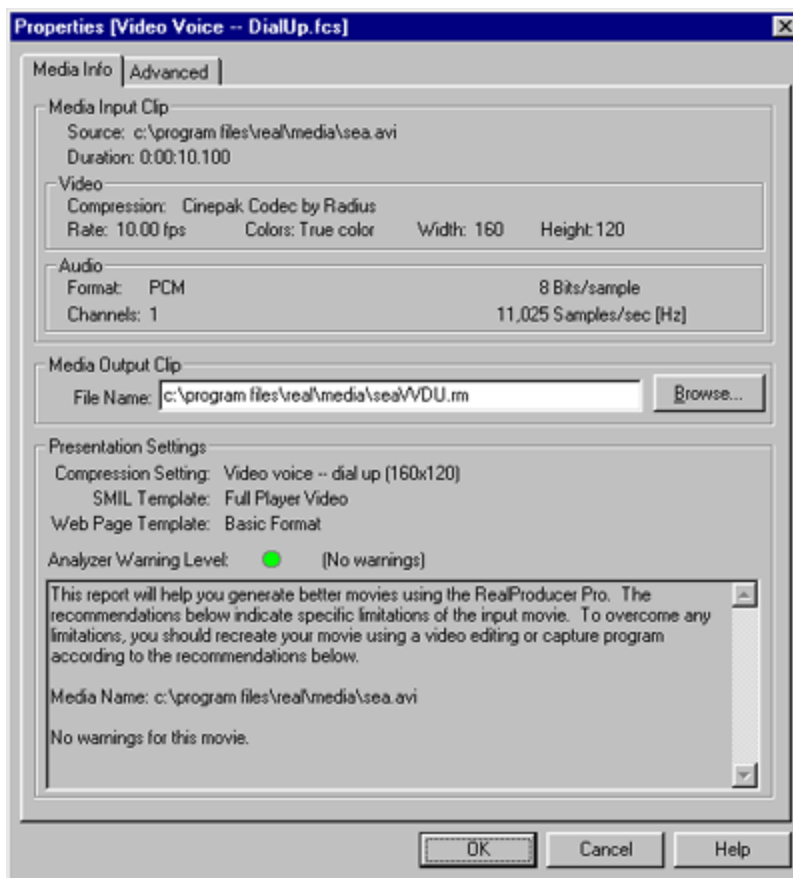 Properties [Video Voice -- DialUp.fcs]
Media Info
Advanced
Media Input Clip
Source: c:\program files\real\media\sea.avi
Duration: 0:00:10.100
Video
Compression: Cinepak Codec by Radius
Rate: 10.00 fps Colors: True color Width: 160 Height: 120
Audio
Format: PCM 8 Bits/sample
Channels: 1 11,025 Samples/sec [Hz]
Media Output Clip
File Name: c:\program files\real\media\seaVVDU.rm Browse...
Presentation Settings
Compression Setting: Video voice -- dial up (160x120)
SMIL Template: Full Player Video
Web Page Template: Basic Format
Analyzer Warning Level: (No warnings)
This report will help you generate better movies using the RealProducer Pro. The
recommendations below indicate specific limitations of the input movie. To overcome any
limitations, you should recreate your movie using a video editing or capture program
according to the recommendations below.
Media Name: c:\program files\real\media\sea.avi
No warnings for this movie.
OK Cancel Help